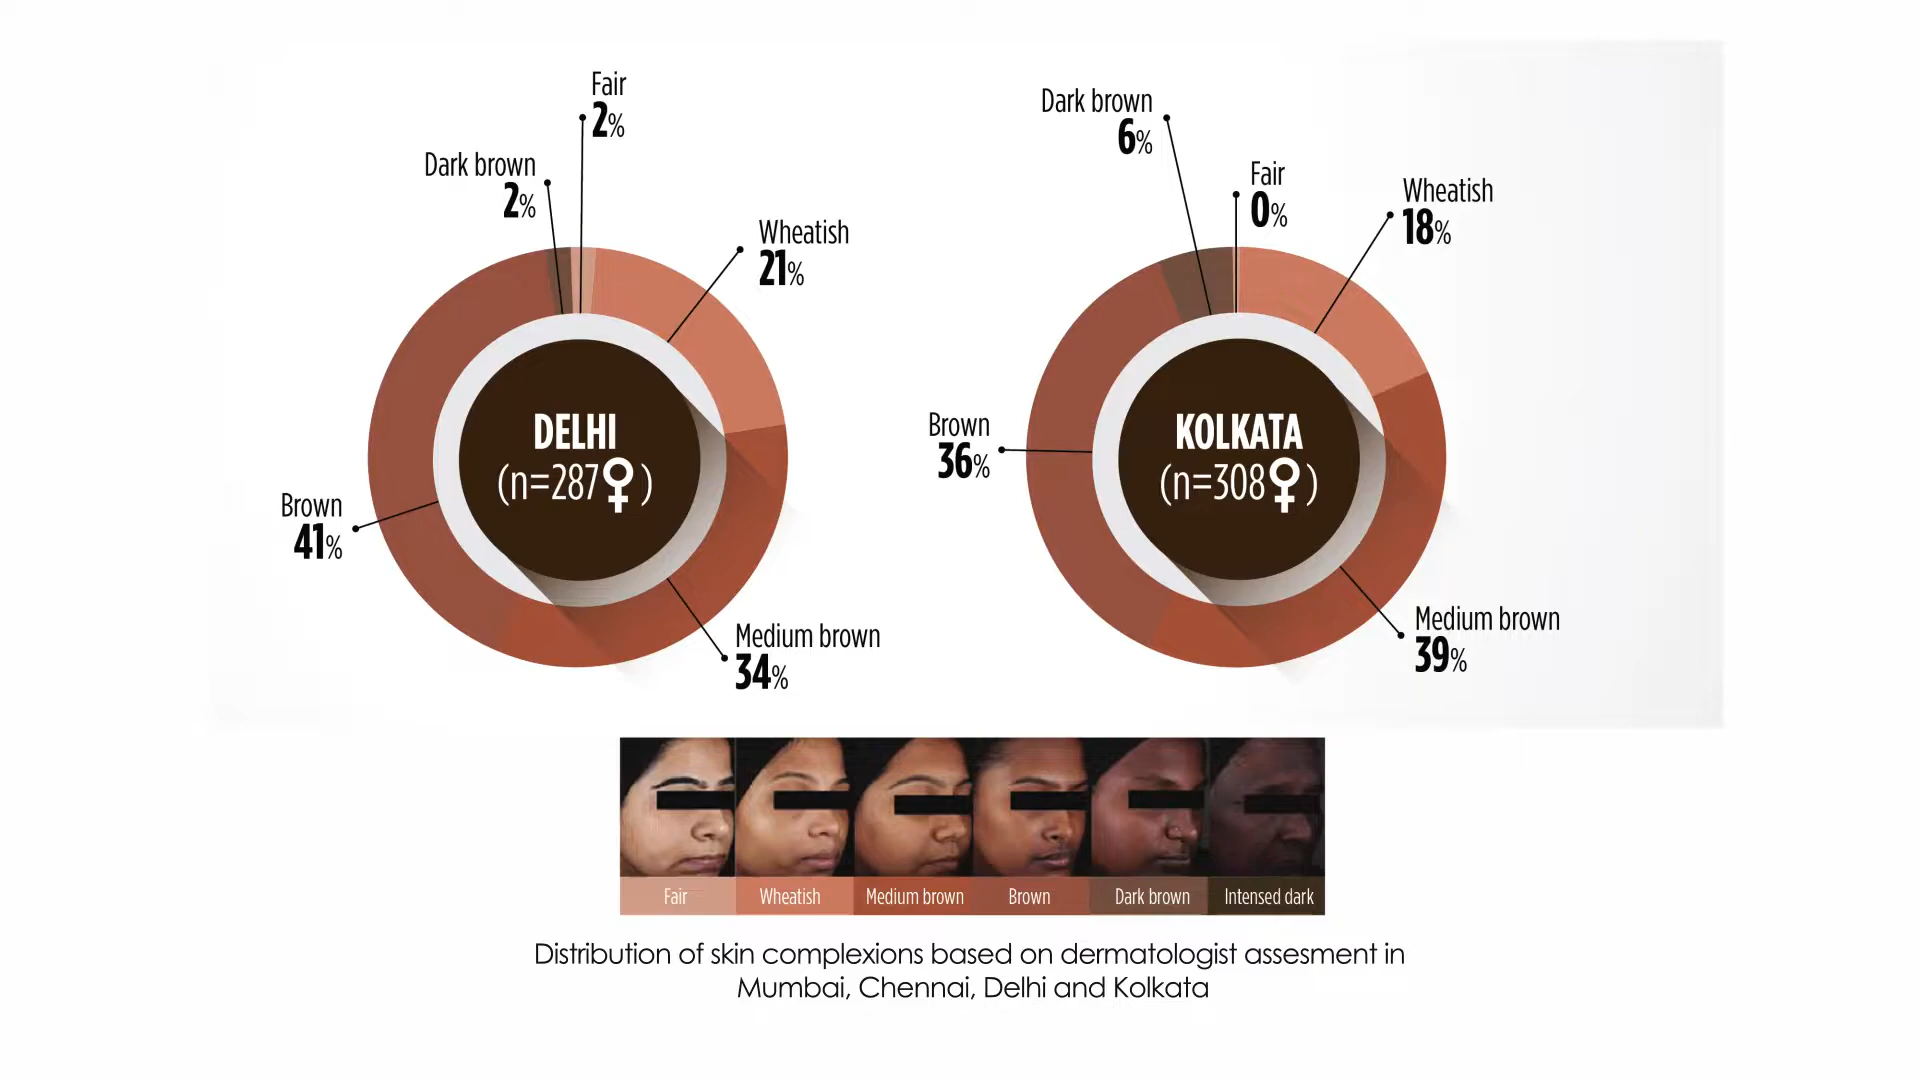 Fair
2%
Dark brown
2%
Wheatish
21%
DELHI
(n=287♀)
Brown
41%
Medium brown
34%
Dark brown
6%
Fair
0%
Wheatish
18%
KOLKATA
(n=308♀)
Brown
36%
Medium brown
39%
Fair
Wheatish
Medium brown
Brown
Dark brown
Intensed dark
Distribution of skin complexions based on dermatologist assesment in
Mumbai, Chennai, Delhi and Kolkata